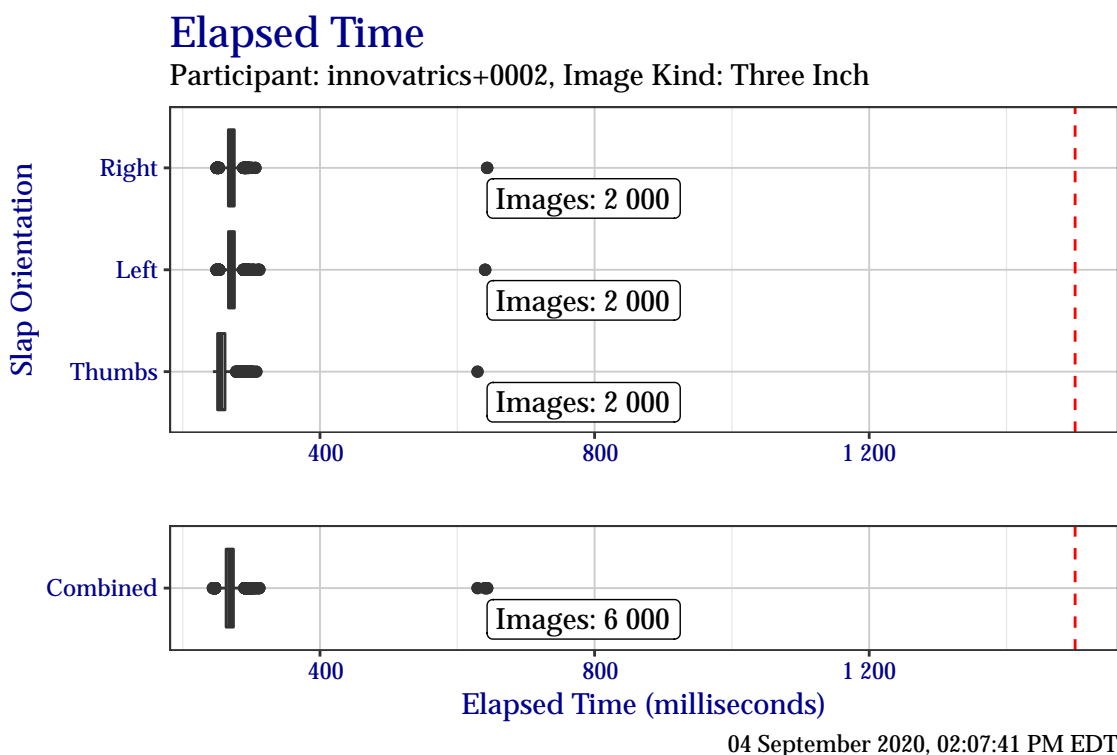 Elapsed Time
Participant: innovatrics+0002, Image Kind: Three Inch
Slap Orientation
Right
Images: 2 000
Left
Images: 2 000
Thumbs
Images: 2 000
400 800 1 200
Combined
Images: 6 000
400 800 1 200
Elapsed Time (milliseconds)
04 September 2020, 02:07:41 PM EDT